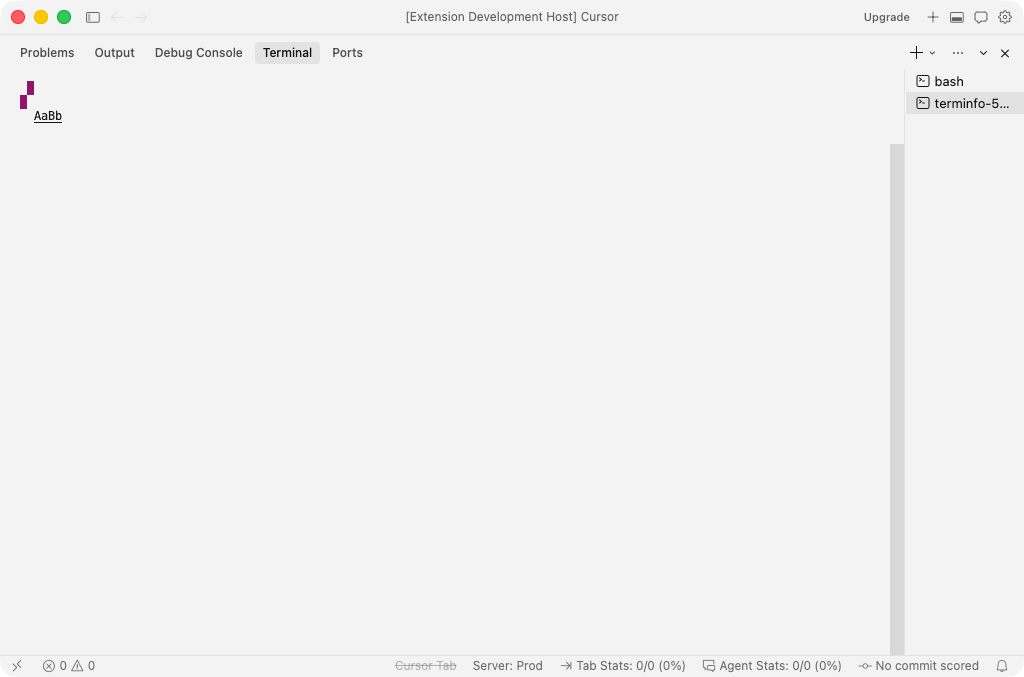 [Extension Development Host] Cursor
Upgrade
Problems Output Debug Console Terminal Ports
bash
terminfo-5...
AaBb
0 0 Cursor Tab Server: Prod Tab Stats: 0/0 (0%) Agent Stats: 0/0 (0%) No commit scored